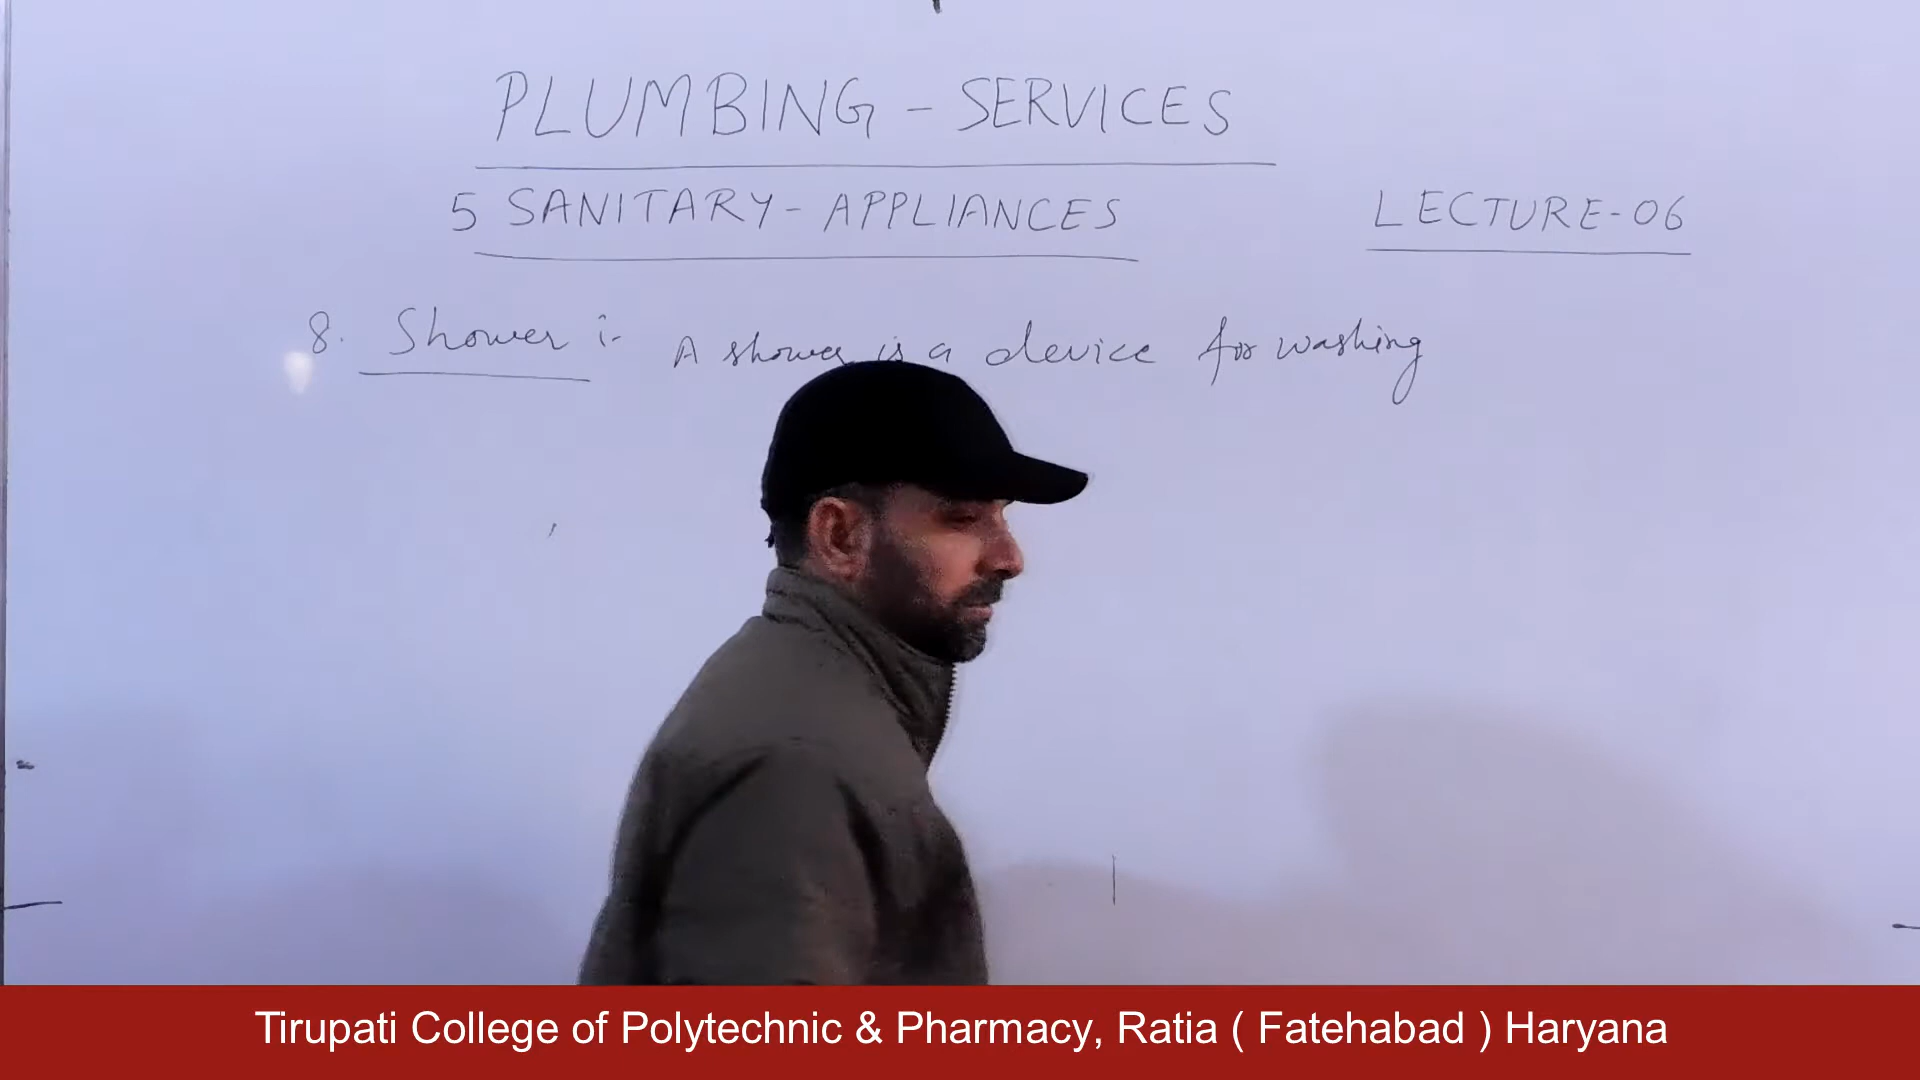 PLUMBING - SERVICES
5 SANITARY - APPLIANCES LECTURE-06
8. Shower :- A shower is a device for washing
Tirupati College of Polytechnic & Pharmacy, Ratia ( Fatehabad ) Haryana